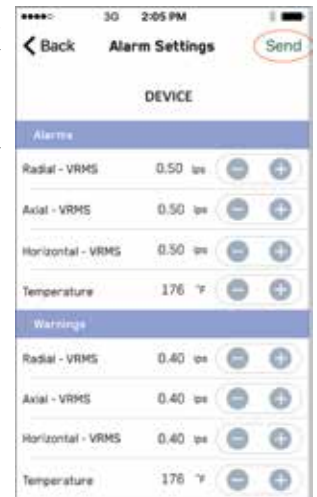 3G 2:05 PM
Back Alarm Settings Send
DEVICE
Alarms
Radial - VRMS 0.50 ips
Axial - VRMS 0.50 ips
Horizontal - VRMS 0.50 ips
Temperature 176 °F
Warnings
Radial - VRMS 0.40 ips
Axial - VRMS 0.40 ips
Horizontal - VRMS 0.40 ips
Temperature 176 °F